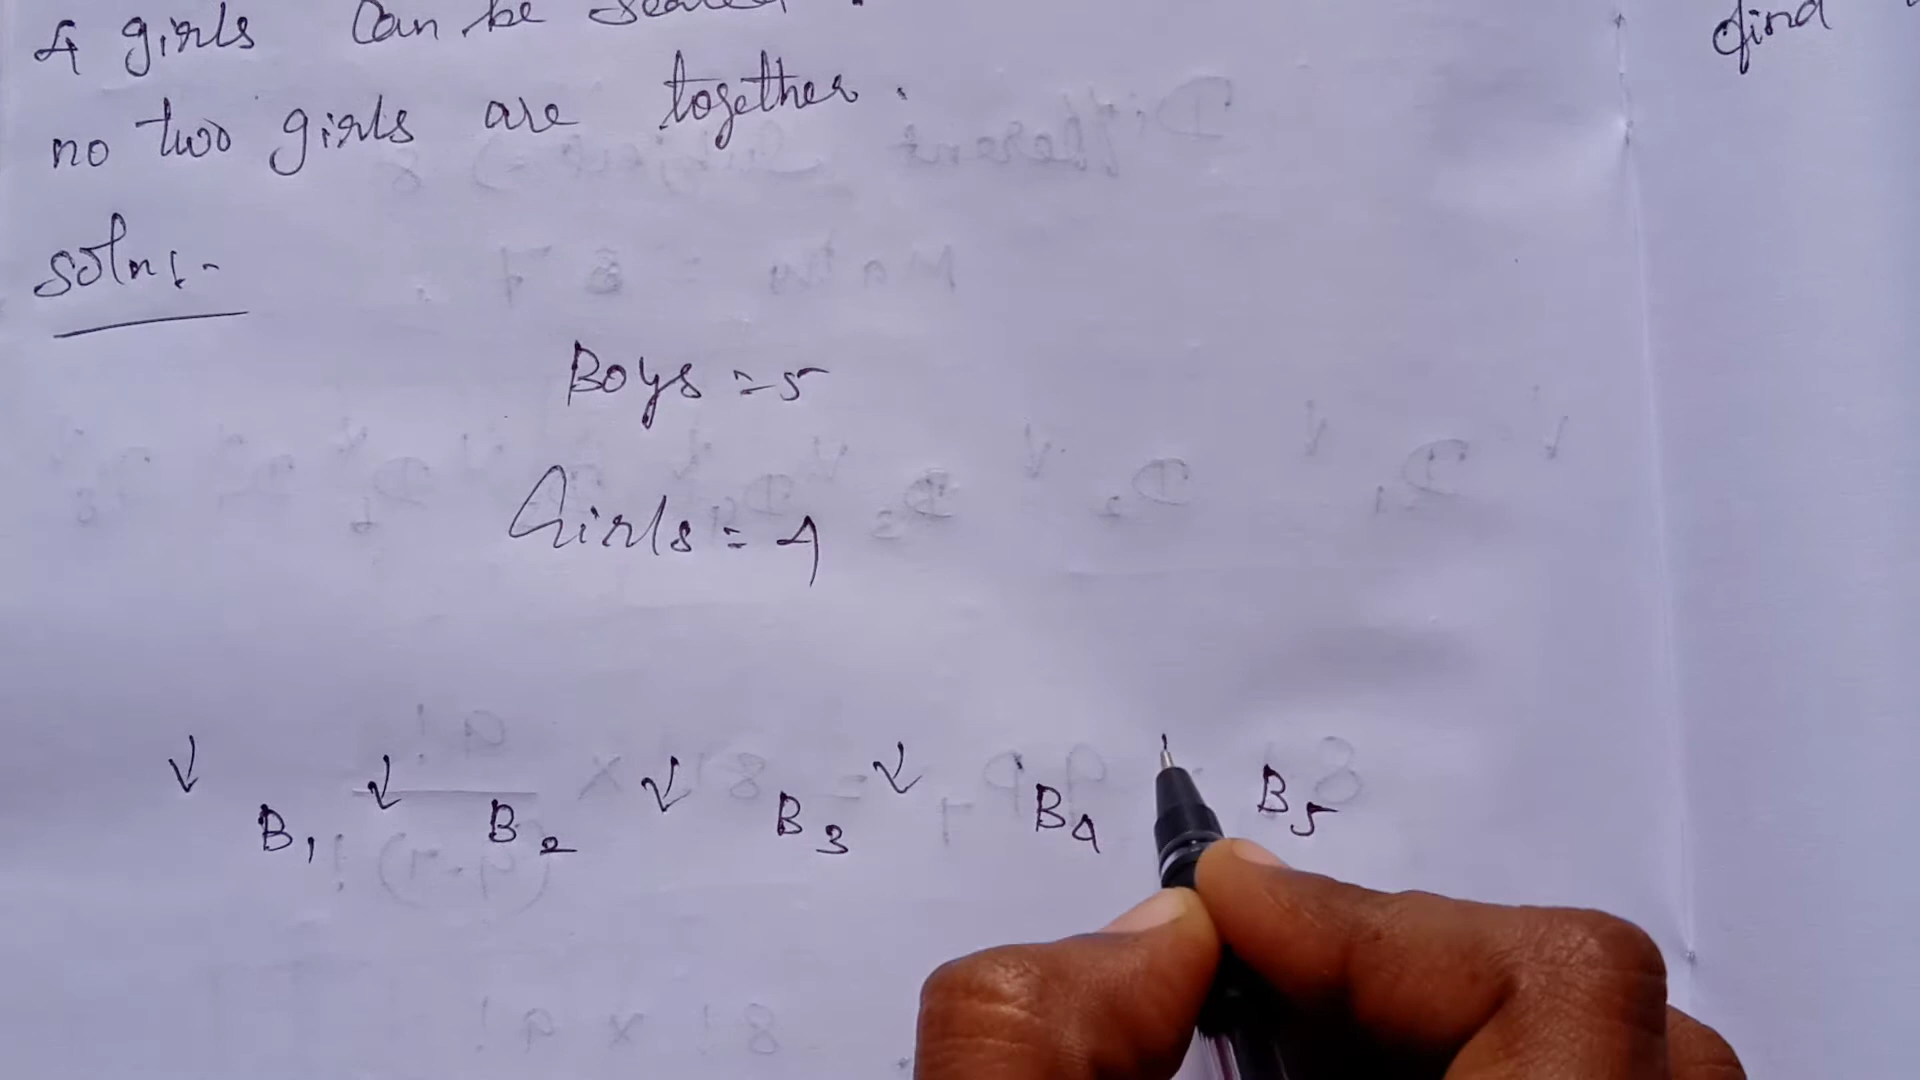 4 girls can be seated
no two girls are together.
find
soln:-
Boys = 5
Girls = 4
↓ B1 ↓ B2 ↓ B3 ↓ B4 B5